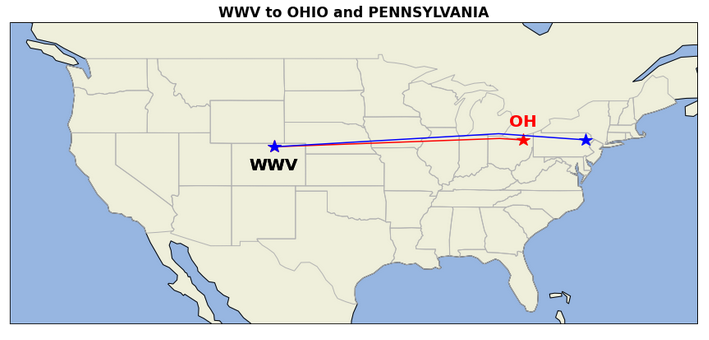 WWV to OHIO and PENNSYLVANIA
OH
WWV